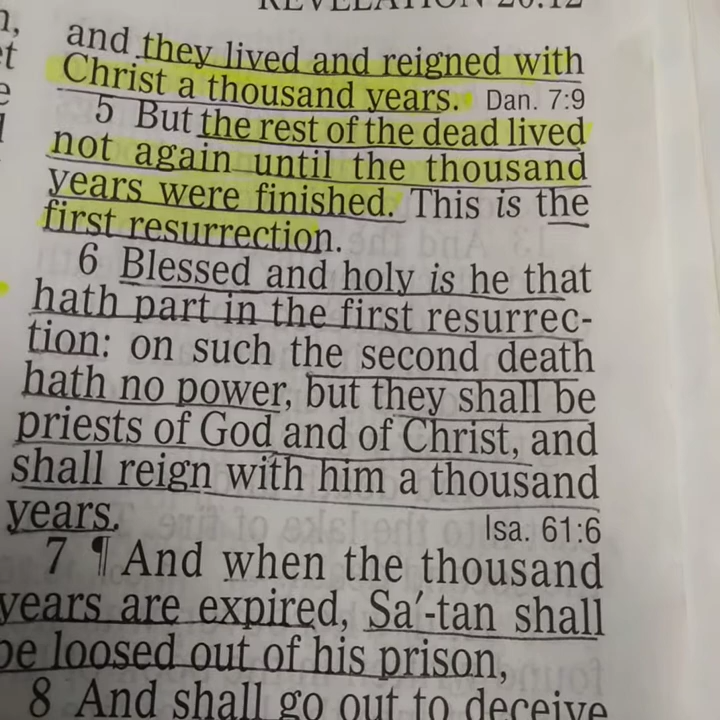 REVELATION 20:12
and they lived and reigned with
Christ a thousand years. Dan. 7:9
5 But the rest of the dead lived
not again until the thousand
years were finished. This is the
first resurrection.
6 Blessed and holy is he that
hath part in the first resurrec-
tion: on such the second death
hath no power, but they shall be
priests of God and of Christ, and
shall reign with him a thousand
years. Isa. 61:6
7 ¶ And when the thousand
years are expired, Sa′-tan shall
be loosed out of his prison,
8 And shall go out to deceive